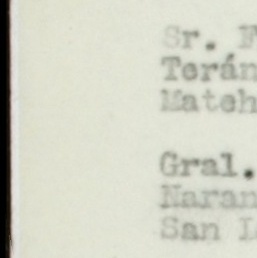 Sr. F
Terán
Mateh
Gral.
Naran
San L